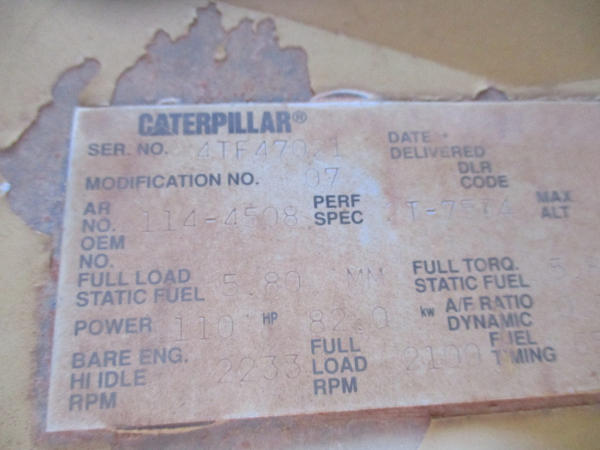 CATERPILLAR®
SER. NO. DATE DELIVERED
MODIFICATION NO. 07 DLR CODE
AR NO. 114-4508 PERF SPEC MAX ALT
OEM NO.
FULL LOAD STATIC FUEL 5.80 MM FULL TORQ. STATIC FUEL
POWER 110 HP 82.0 kw A/F RATIO DYNAMIC
BARE ENG. HI IDLE RPM 2233 FULL LOAD RPM 2100 FUEL TIMING